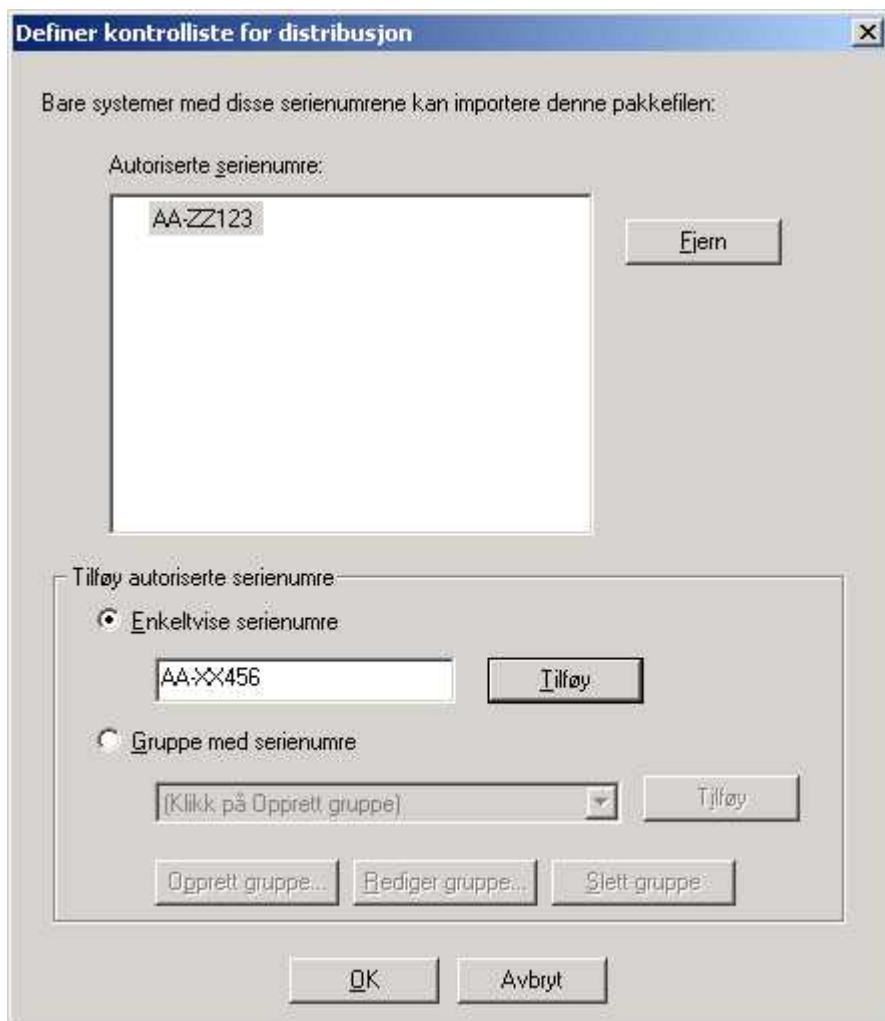 Definer kontrolliste for distribusjon
Bare systemer med disse serienumrene kan importere denne pakkefilen:
Autoriserte serienumre:
AA-ZZ123
Fjern
Tilføy autoriserte serienumre
Enkeltvise serienumre
AA-XX456
Tilføy
Gruppe med serienumre
(Klikk på Opprett gruppe)
Tilføy
Opprett gruppe...
Rediger gruppe...
Slett gruppe
OK
Avbryt